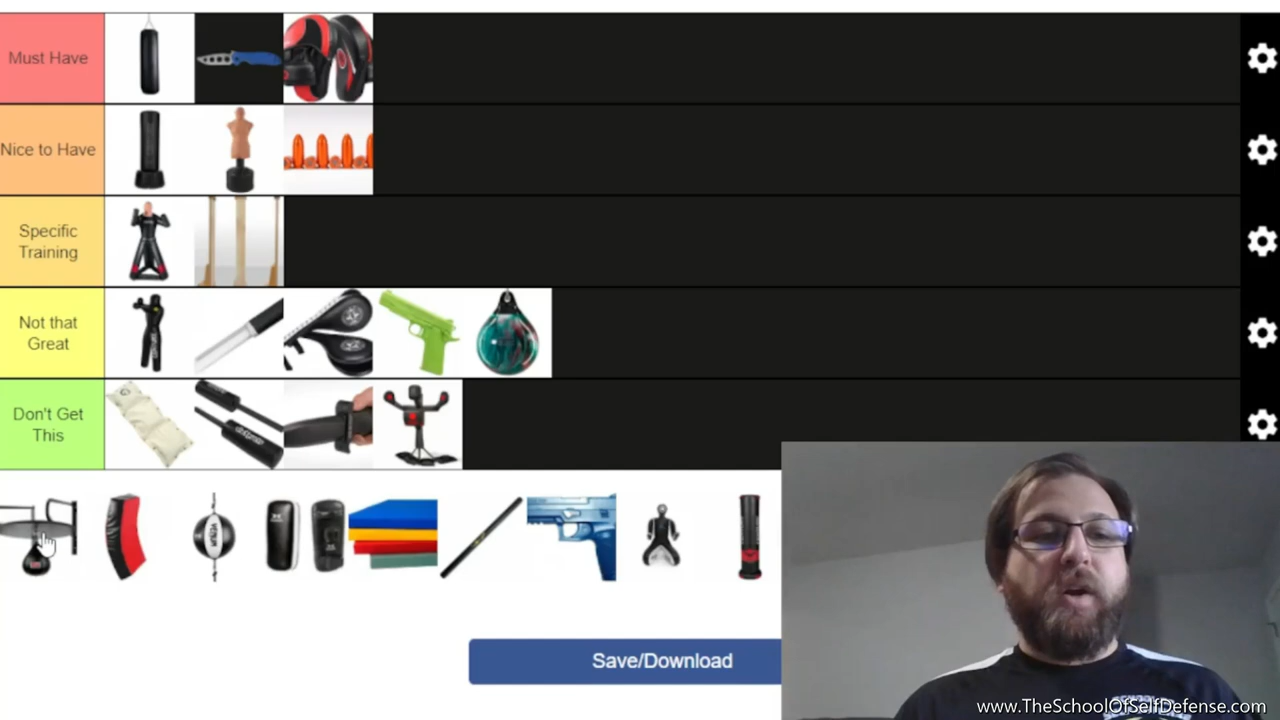 Must Have
Nice to Have
Specific
Training
Not that
Great
Don't Get
This
Save/Download
www.TheSchoolOfSelfDefense.com